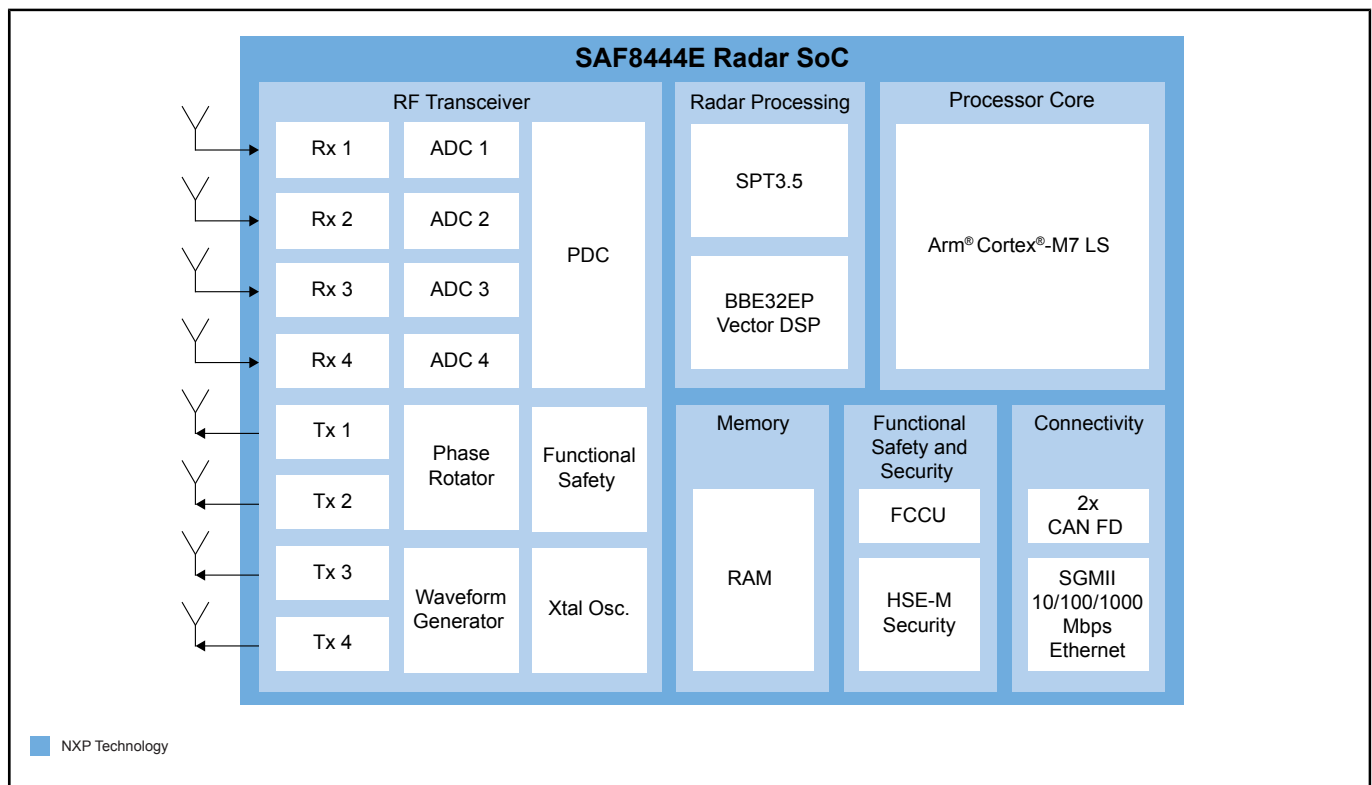 SAF8444E Radar SoC
RF Transceiver
Rx 1
ADC 1
PDC
Rx 2
ADC 2
Rx 3
ADC 3
Rx 4
ADC 4
Tx 1
Phase
Rotator
Functional
Safety
Tx 2
Tx 3
Waveform
Generator
Xtal Osc.
Tx 4
Radar Processing
SPT3.5
BBE32EP
Vector DSP
Processor Core
Arm® Cortex®-M7 LS
Memory
RAM
Functional
Safety and
Security
FCCU
HSE-M
Security
Connectivity
2x
CAN FD
SGMII
10/100/1000
Mbps
Ethernet
NXP Technology